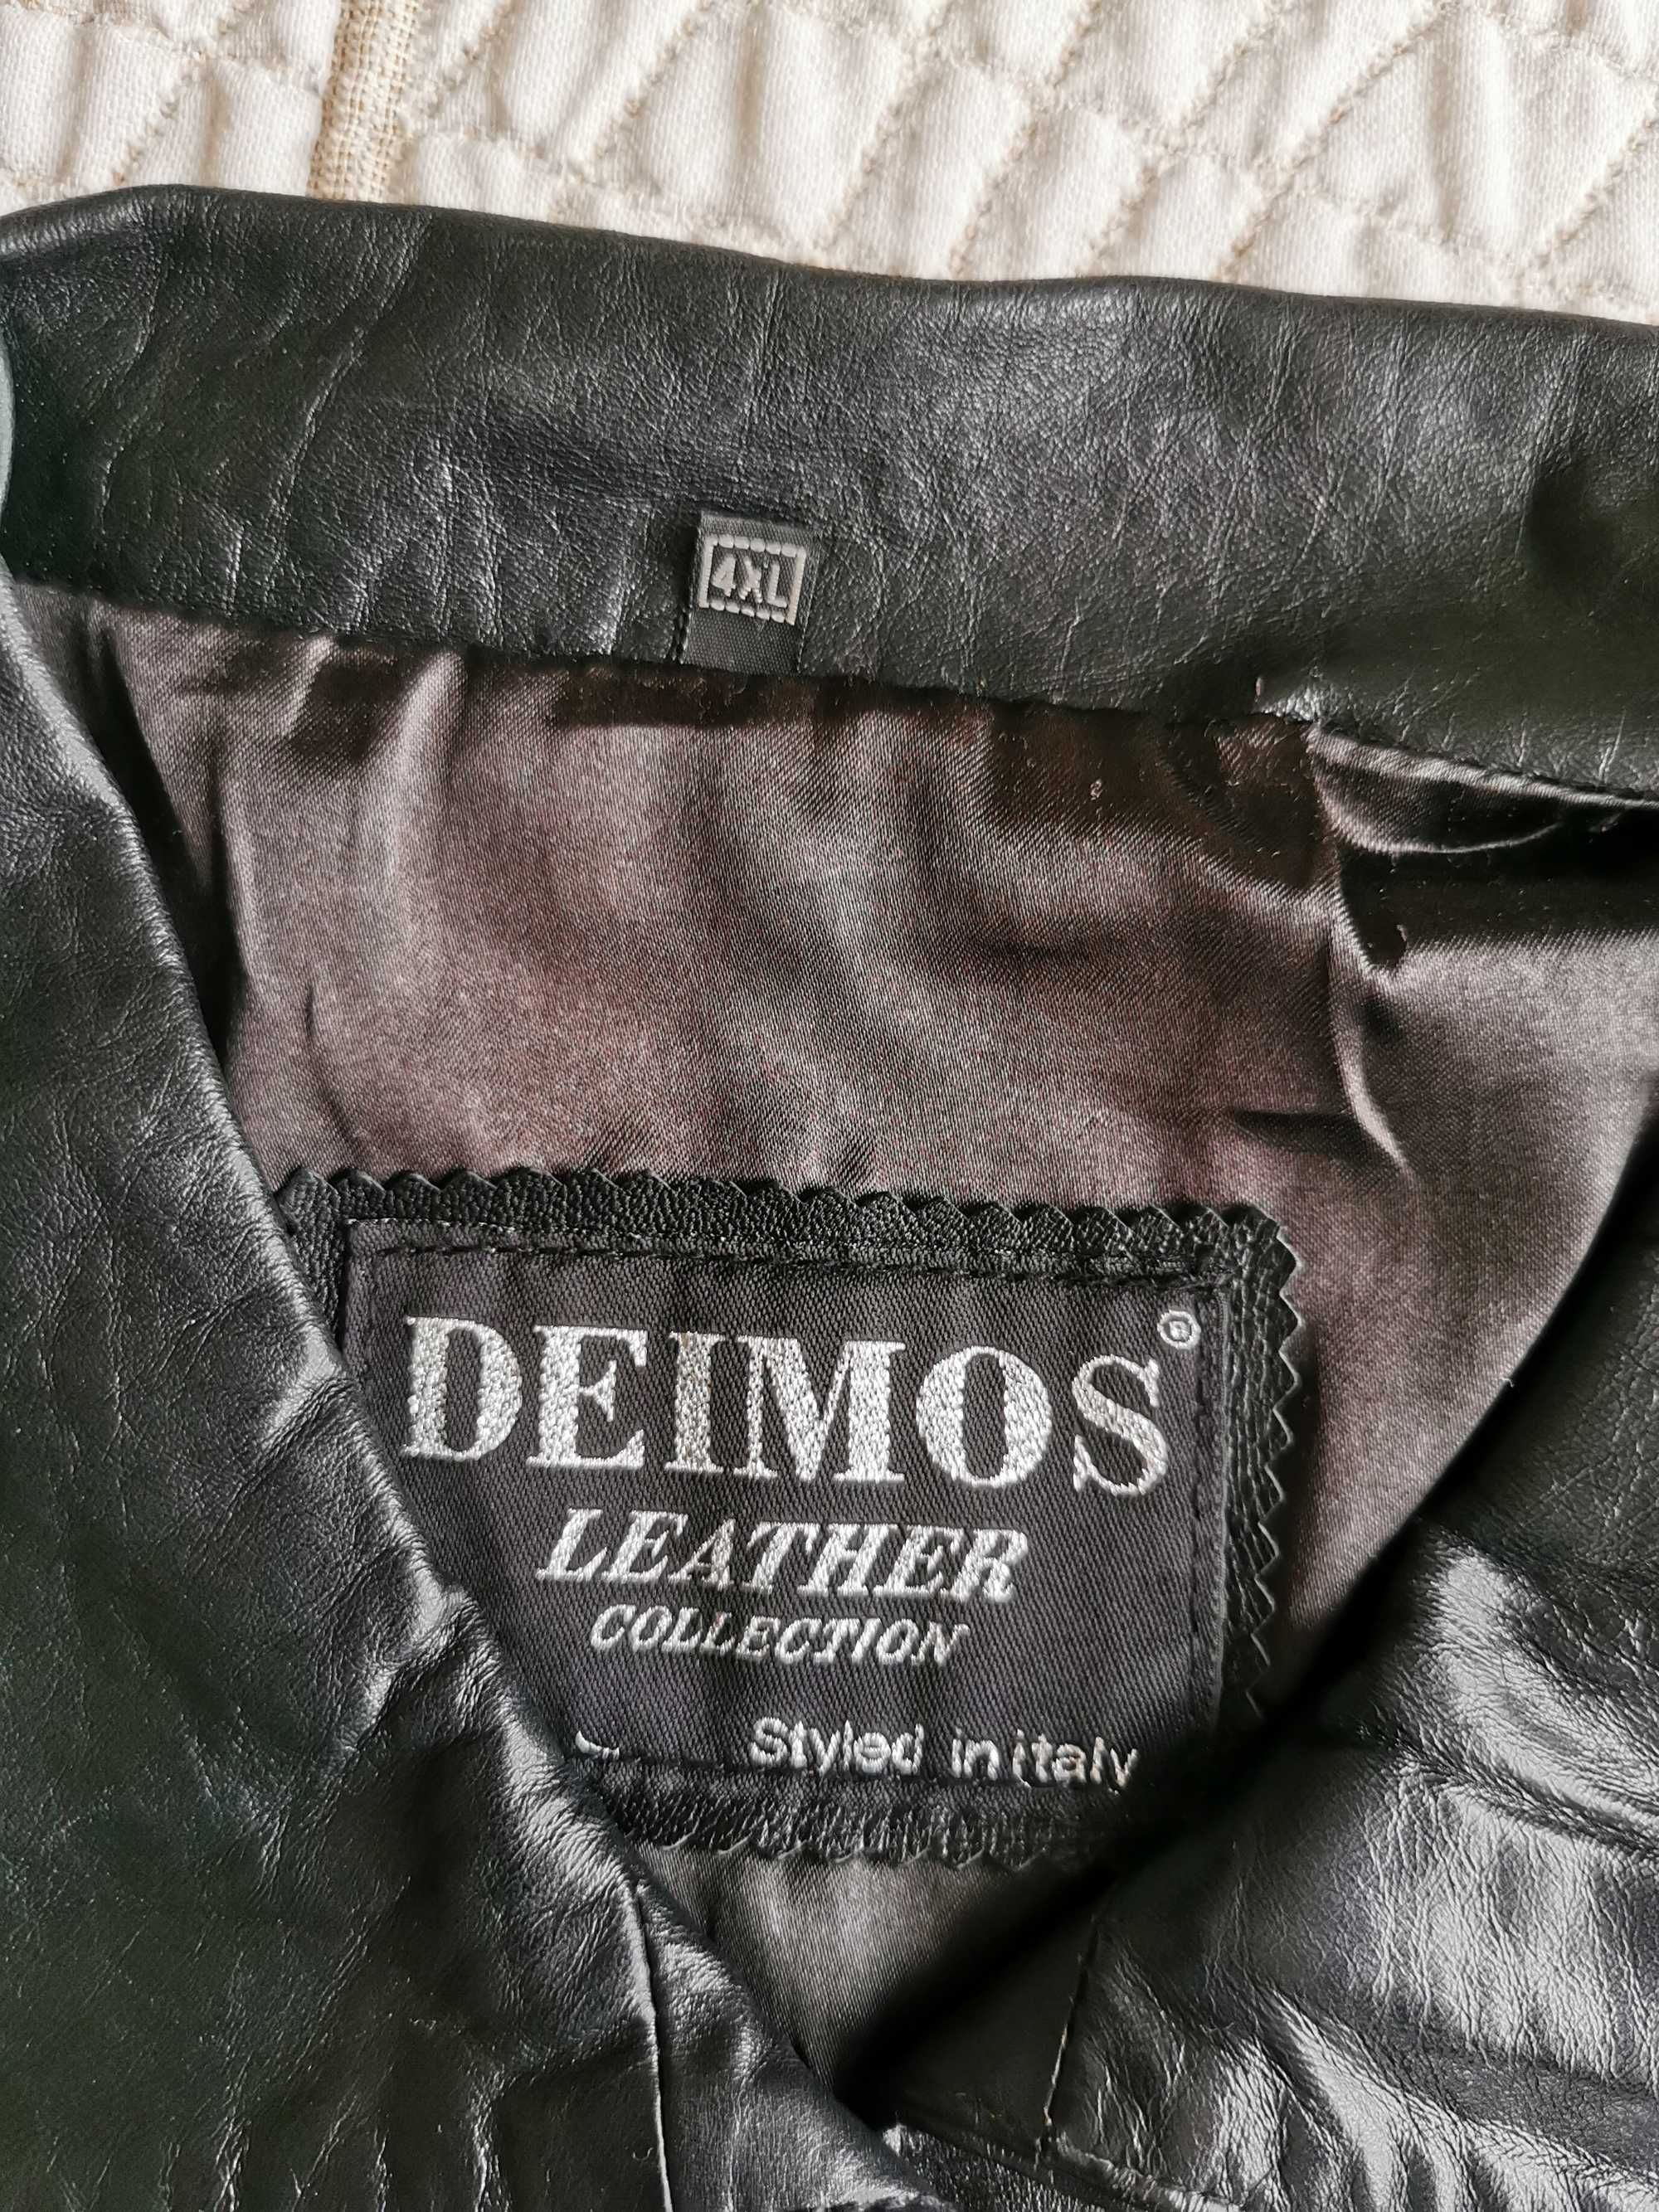 4XL
DEIMOS®
LEATHER
COLLECTION
Styled in italy